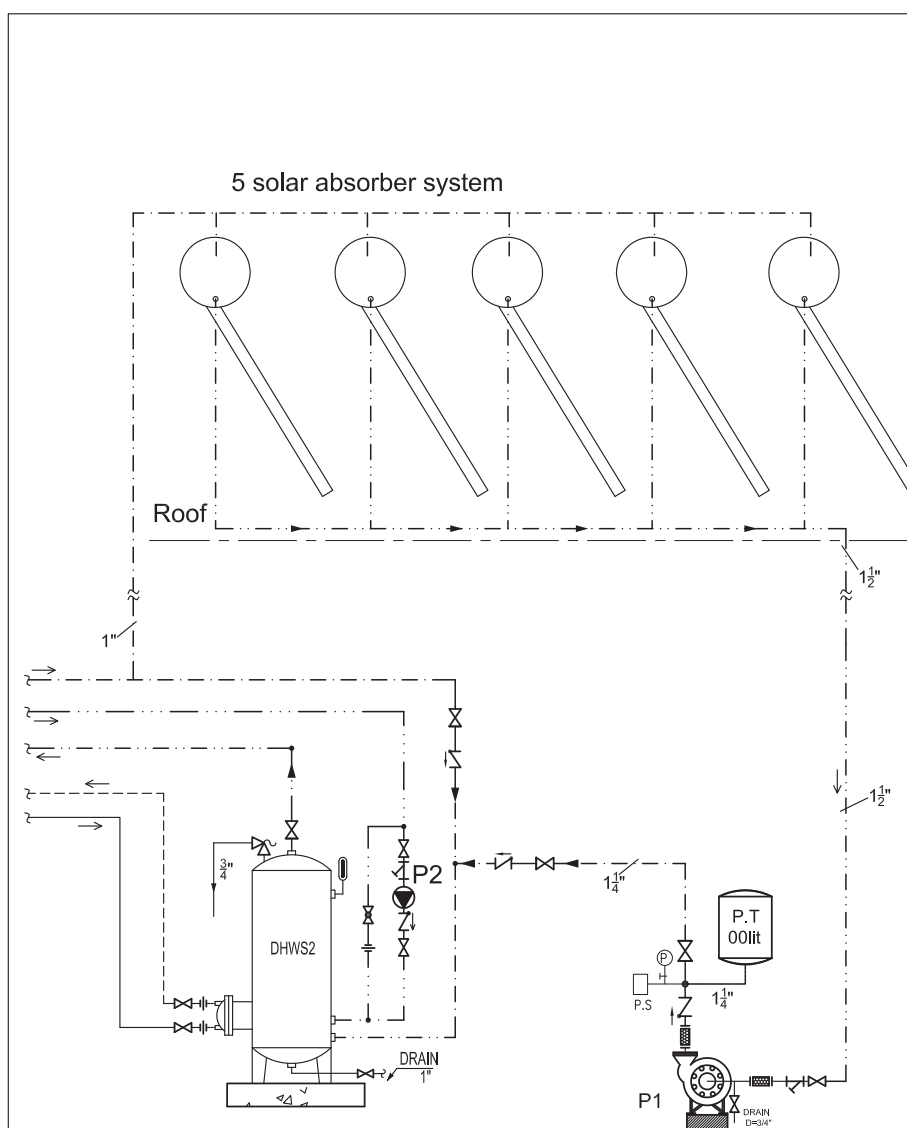 5 solar absorber system
Roof
1½"
1"
1½"
¾"
P2
1¼"
P.T
00lit
DHWS2
P
P.S
1¼"
DRAIN
1"
P1
DRAIN
D=3/4"